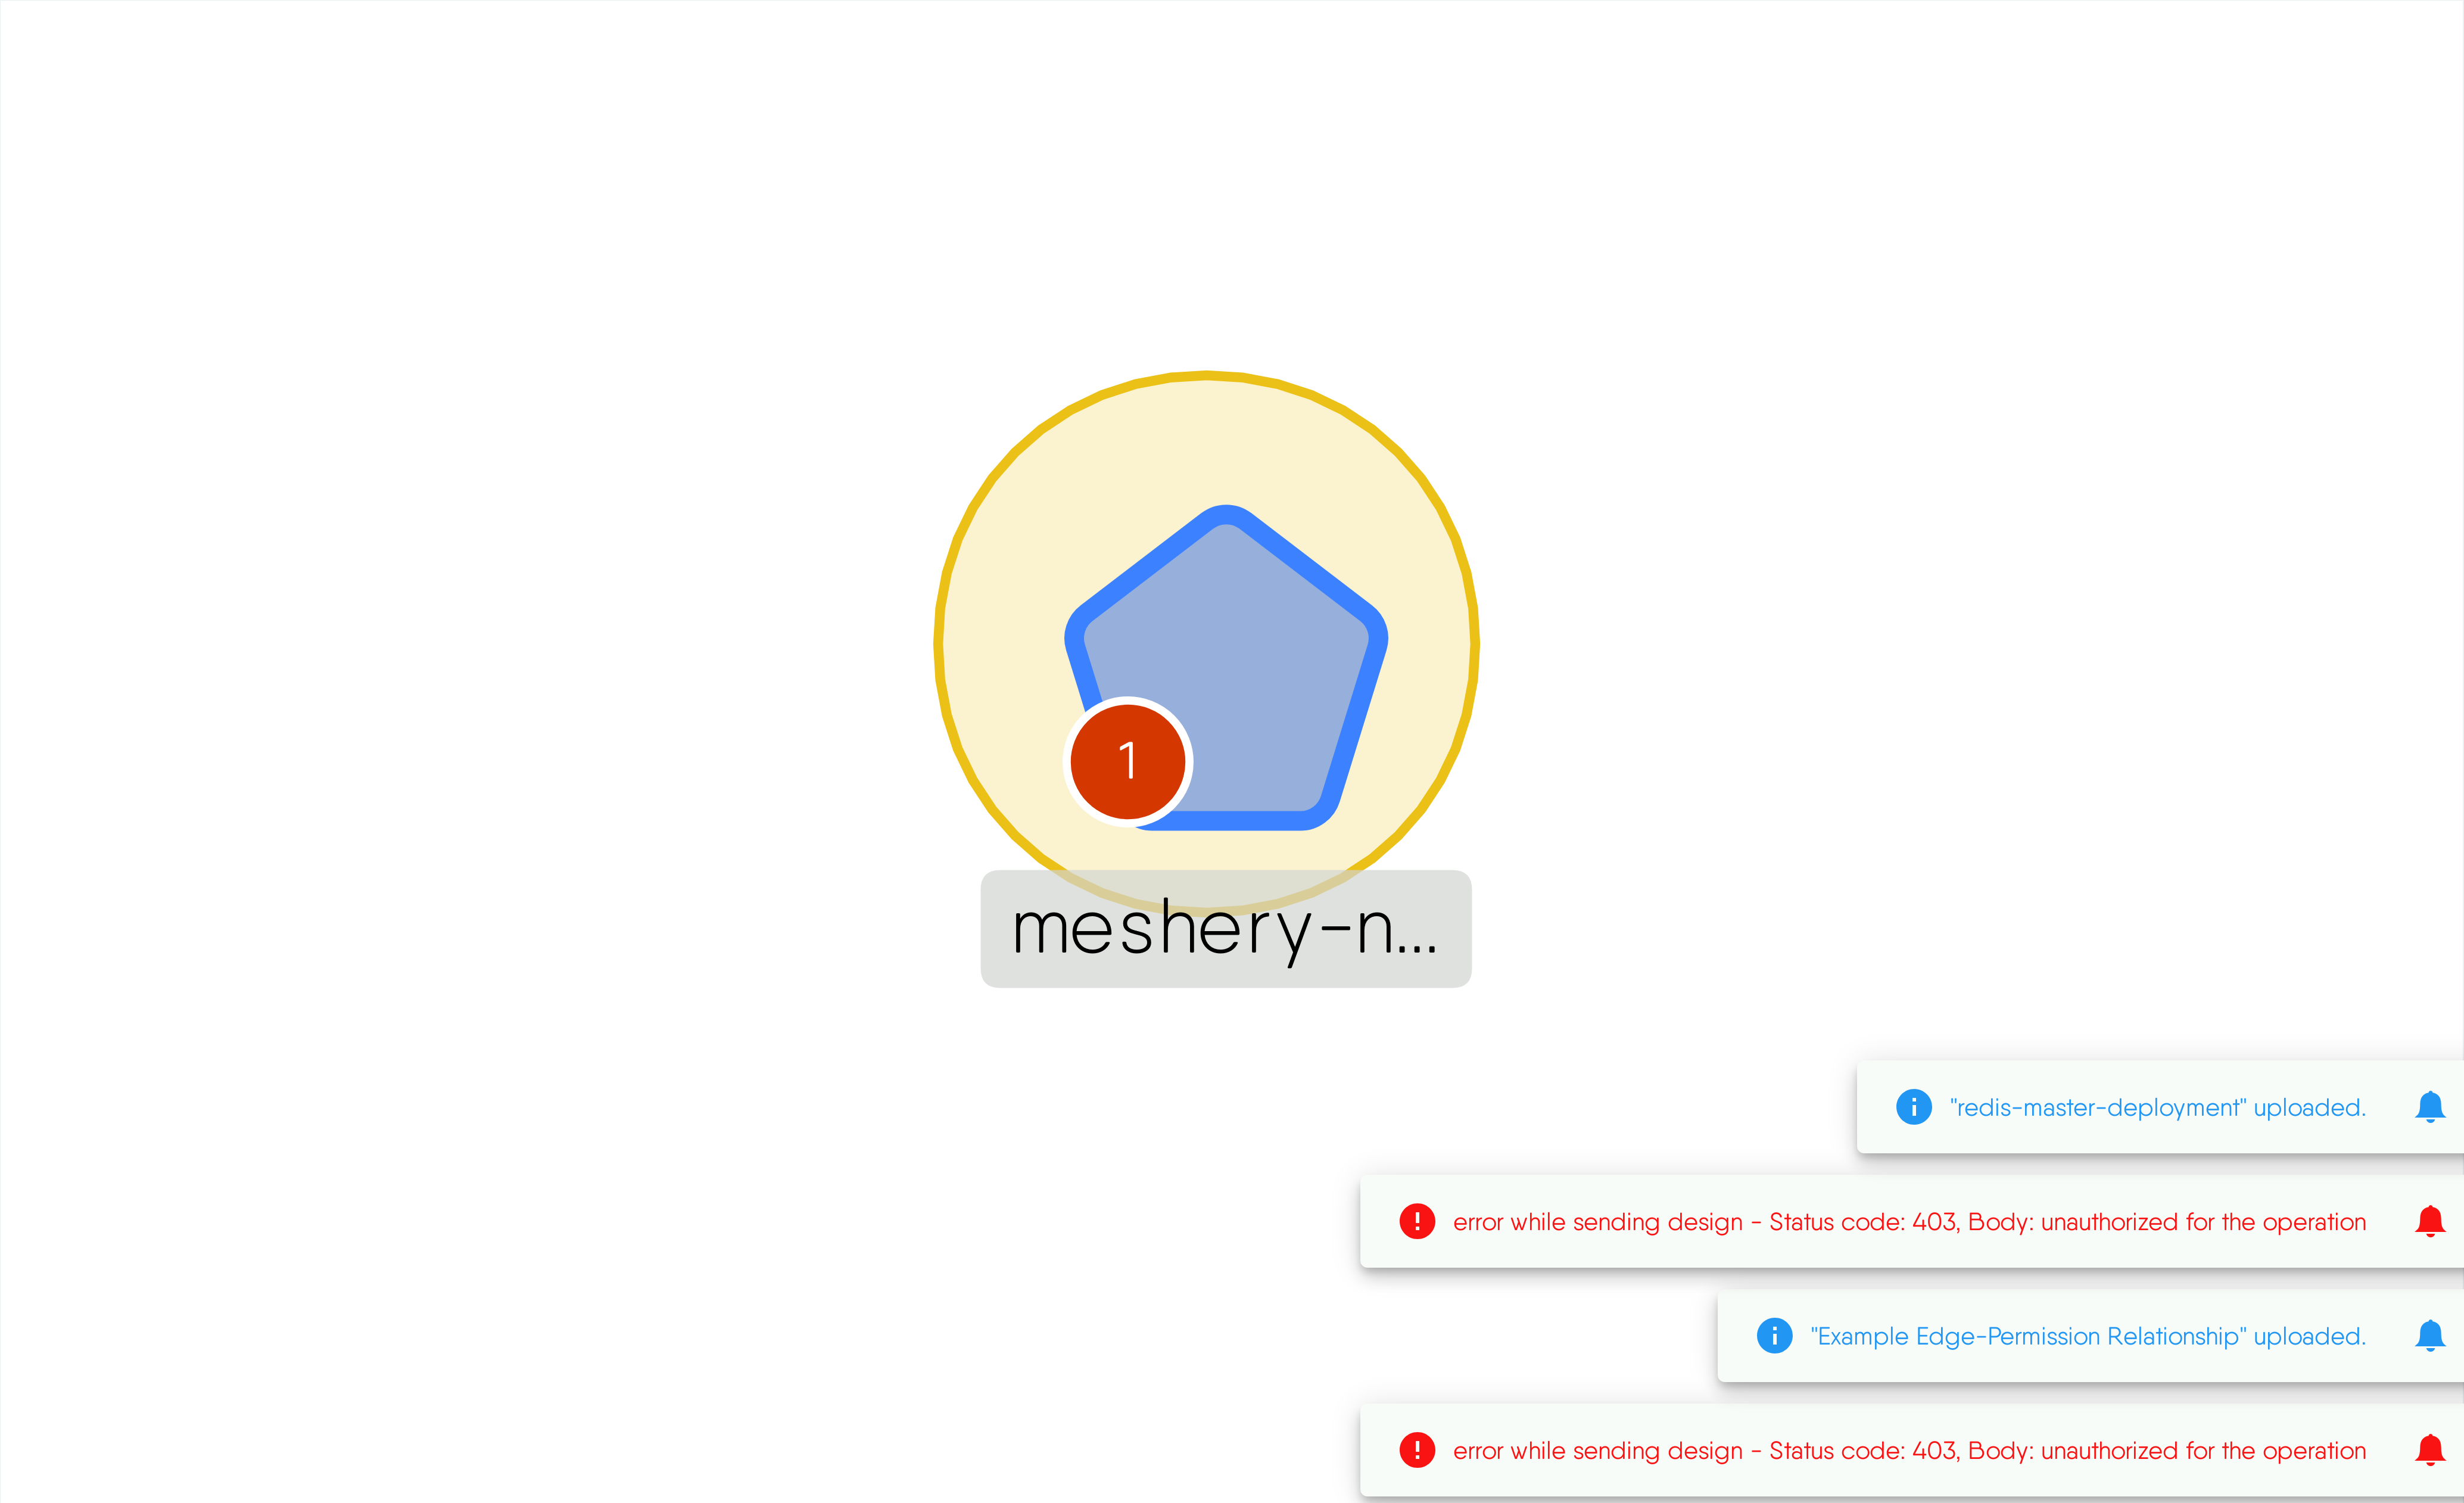 1
meshery-n...
"redis-master-deployment" uploaded.
error while sending design - Status code: 403, Body: unauthorized for the operation
"Example Edge-Permission Relationship" uploaded.
error while sending design - Status code: 403, Body: unauthorized for the operation